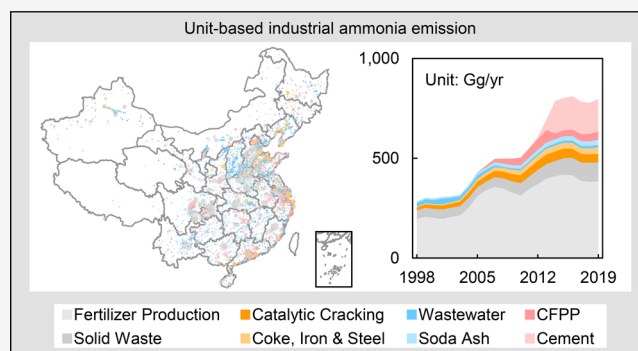 Unit-based industrial ammonia emission
1,000
Unit: Gg/yr
500
0
1998 2005 2012 2019
Fertilizer Production Catalytic Cracking Wastewater CFPP
Solid Waste Coke, Iron & Steel Soda Ash Cement